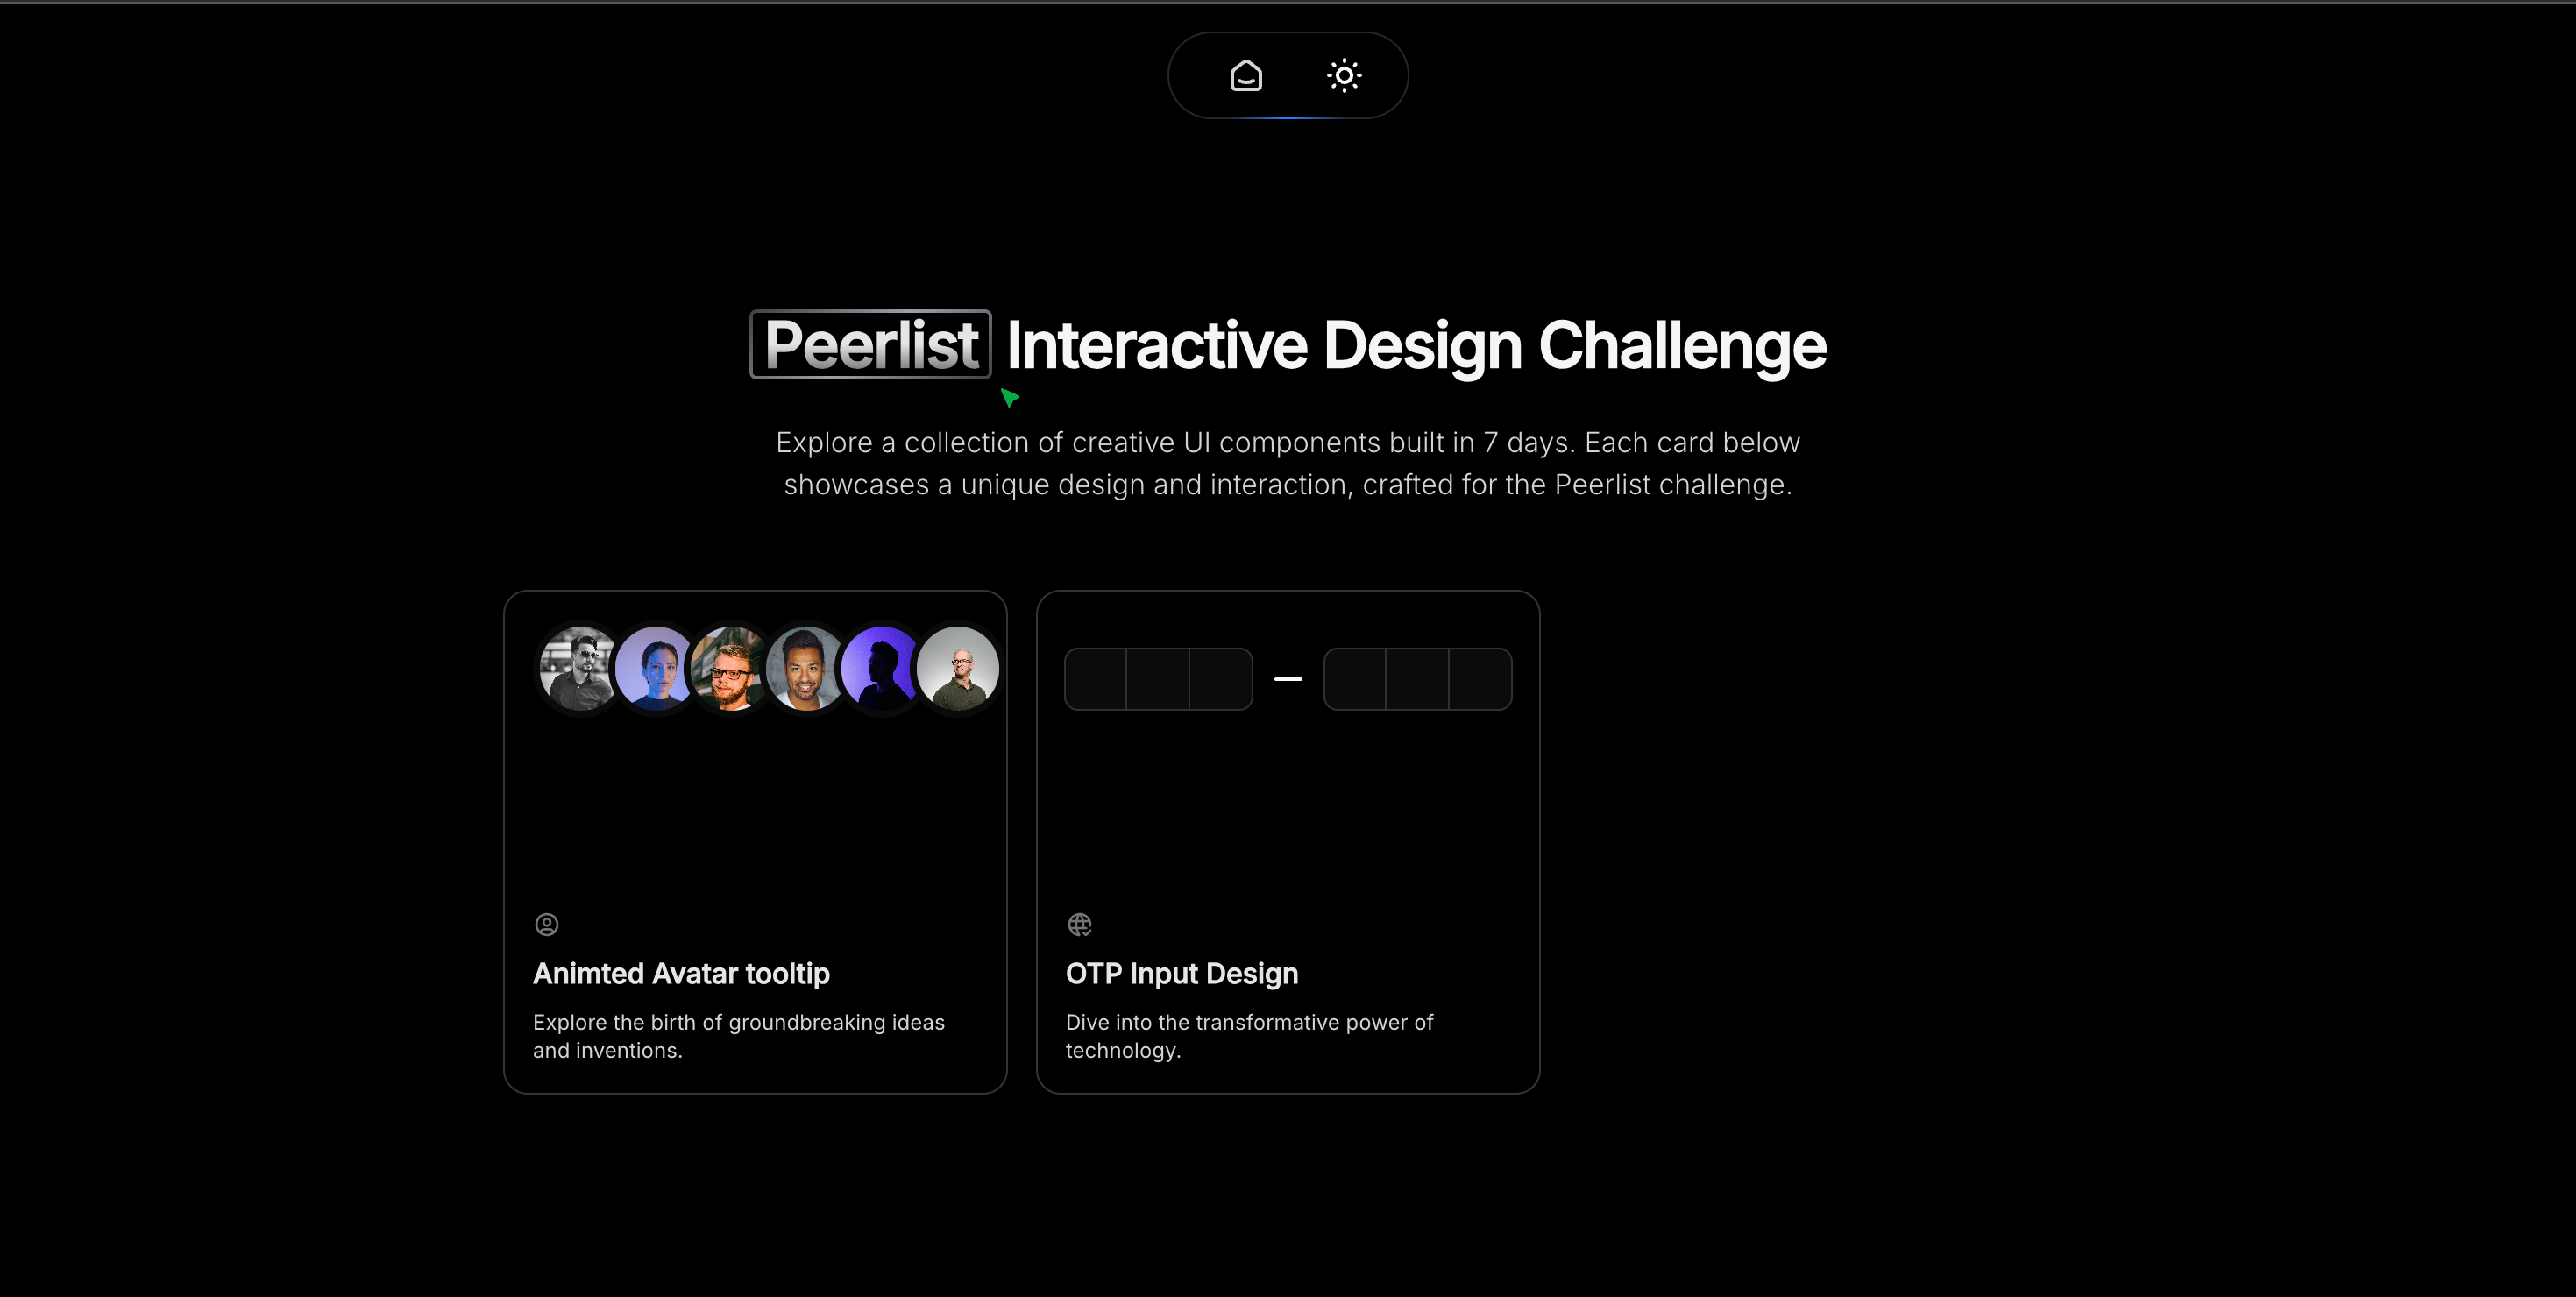 Peerlist Interactive Design Challenge
Explore a collection of creative UI components built in 7 days. Each card below
showcases a unique design and interaction, crafted for the Peerlist challenge.
Animted Avatar tooltip
Explore the birth of groundbreaking ideas
and inventions.
OTP Input Design
Dive into the transformative power of
technology.